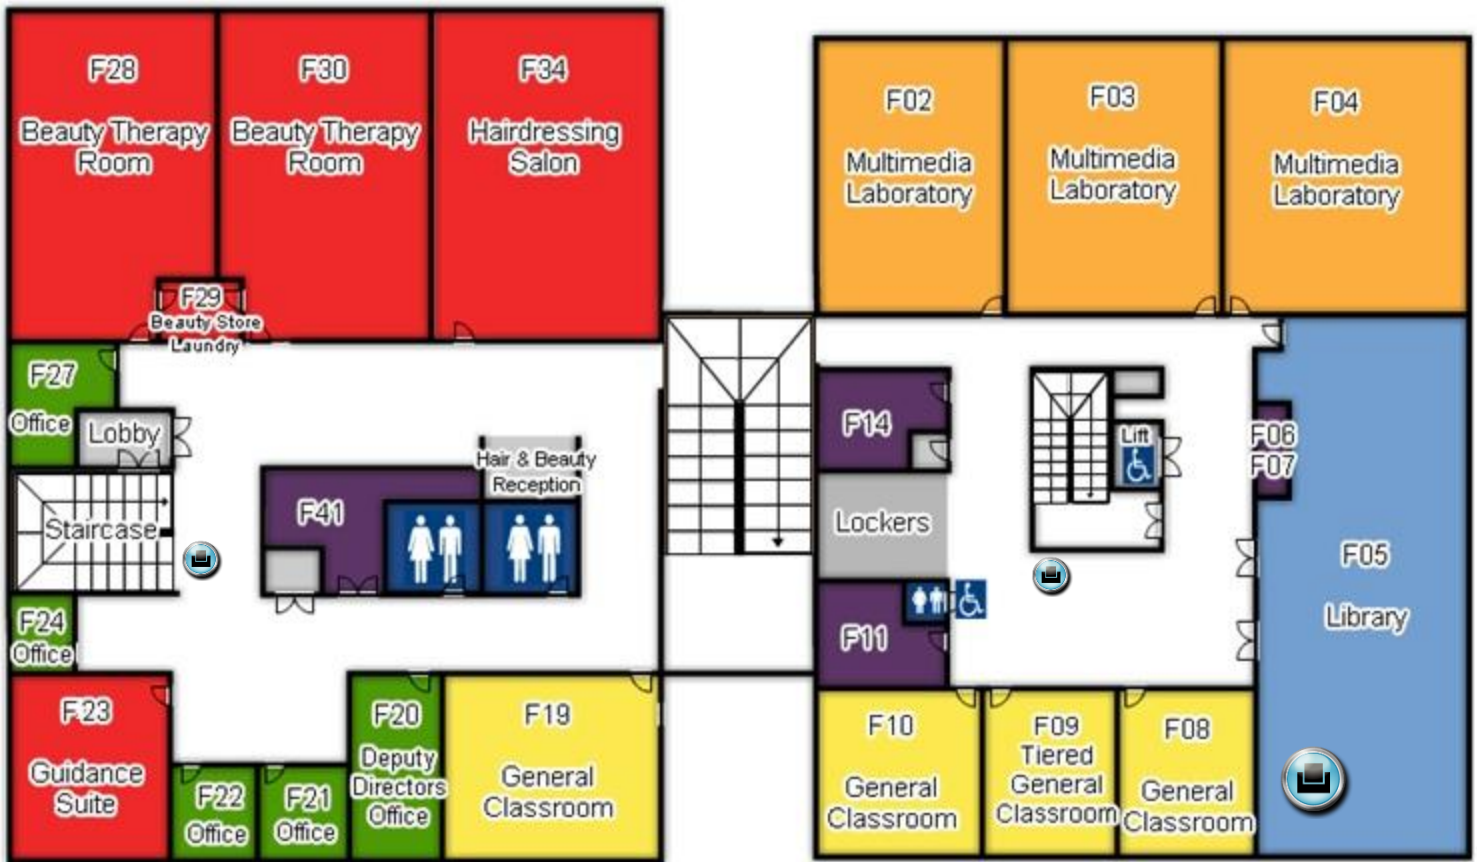 F28
Beauty Therapy
Room
F30
Beauty Therapy
Room
F34
Hairdressing
Salon
F02
Multimedia
Laboratory
F03
Multimedia
Laboratory
F04
Multimedia
Laboratory
F29
Beauty Store
Laundry
F27
Office
Lobby
Hair & Beauty
Reception
F41
Staircase
F14
Lockers
F11
Lift
F06
F07
F05
Library
F24
Office
F23
Guidance
Suite
F22
Office
F21
Office
F20
Deputy
Directors
Office
F19
General
Classroom
F10
General
Classroom
F09
Tiered
General
Classroom
F08
General
Classroom